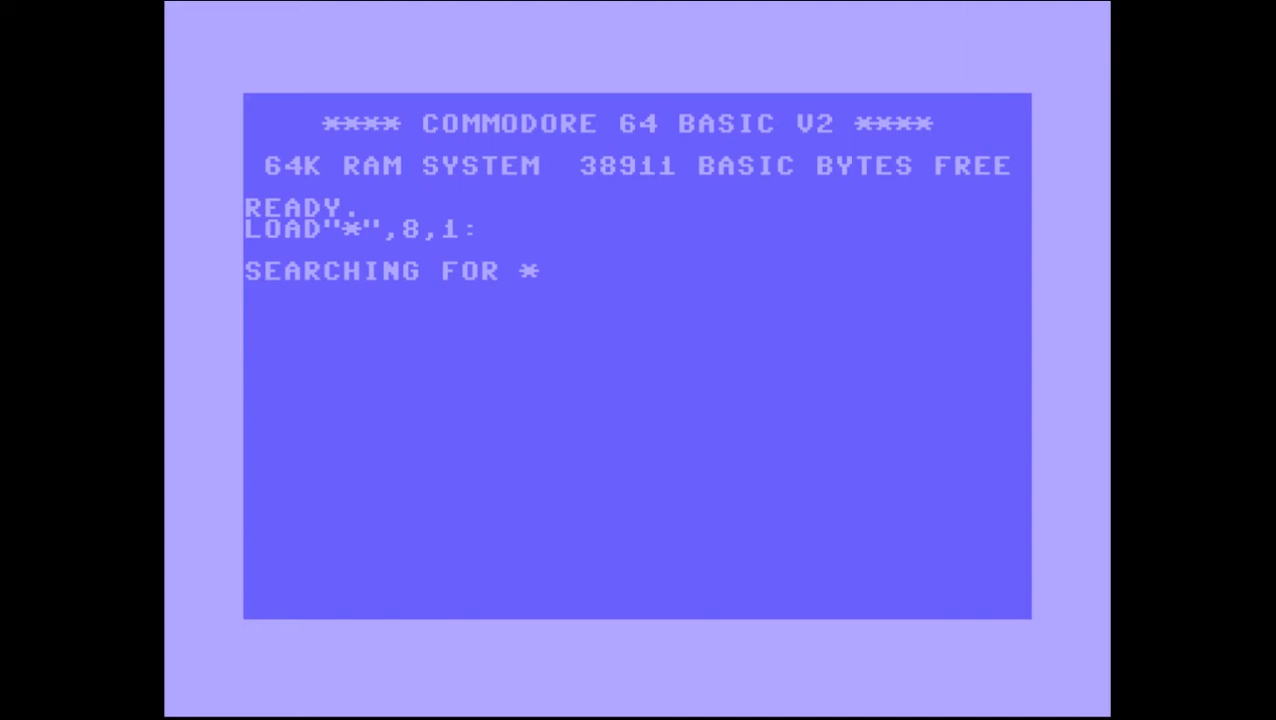 **** COMMODORE 64 BASIC V2 ****
64K RAM SYSTEM  38911 BASIC BYTES FREE
READY.
LOAD"*",8,1:
SEARCHING FOR *